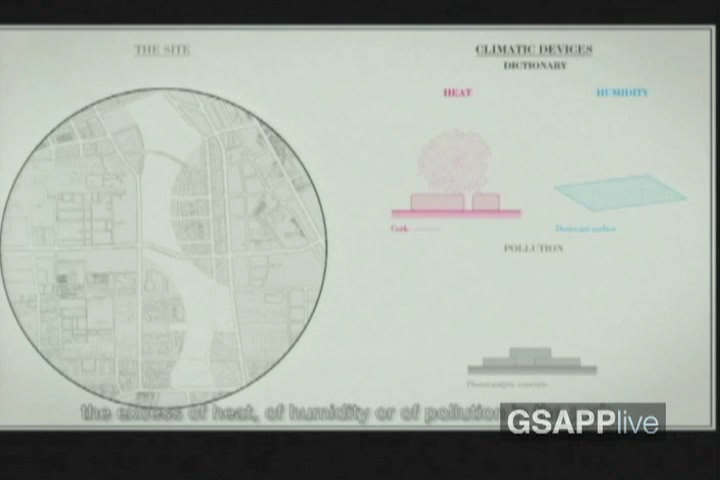 THE SITE
CLIMATIC DEVICES
DICTIONARY
HEAT
HUMIDITY
Cork
Desiccant surface
POLLUTION
Photocatalytic concrete
the excess of heat, of humidity or of pollution
GSAPPlive